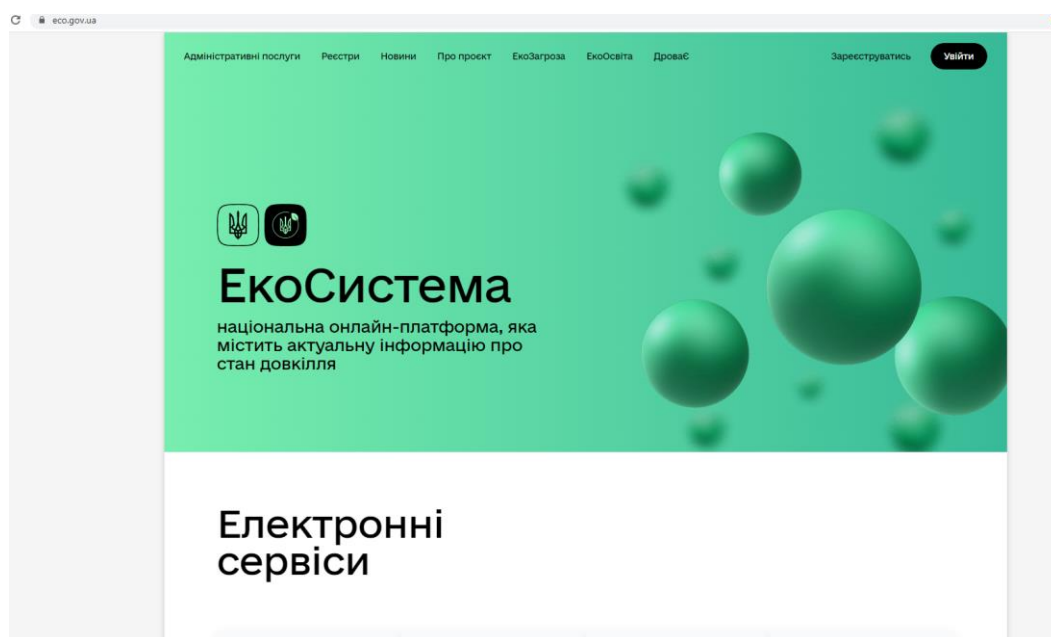 eco.gov.ua
Адміністративні послуги Реєстри Новини Про проєкт ЕкоЗагроза ЕкоОсвіта ДроваЄ Зареєструватись Увійти
ЕкоСистема
національна онлайн-платформа, яка
містить актуальну інформацію про
стан довкілля
Електронні
сервіси